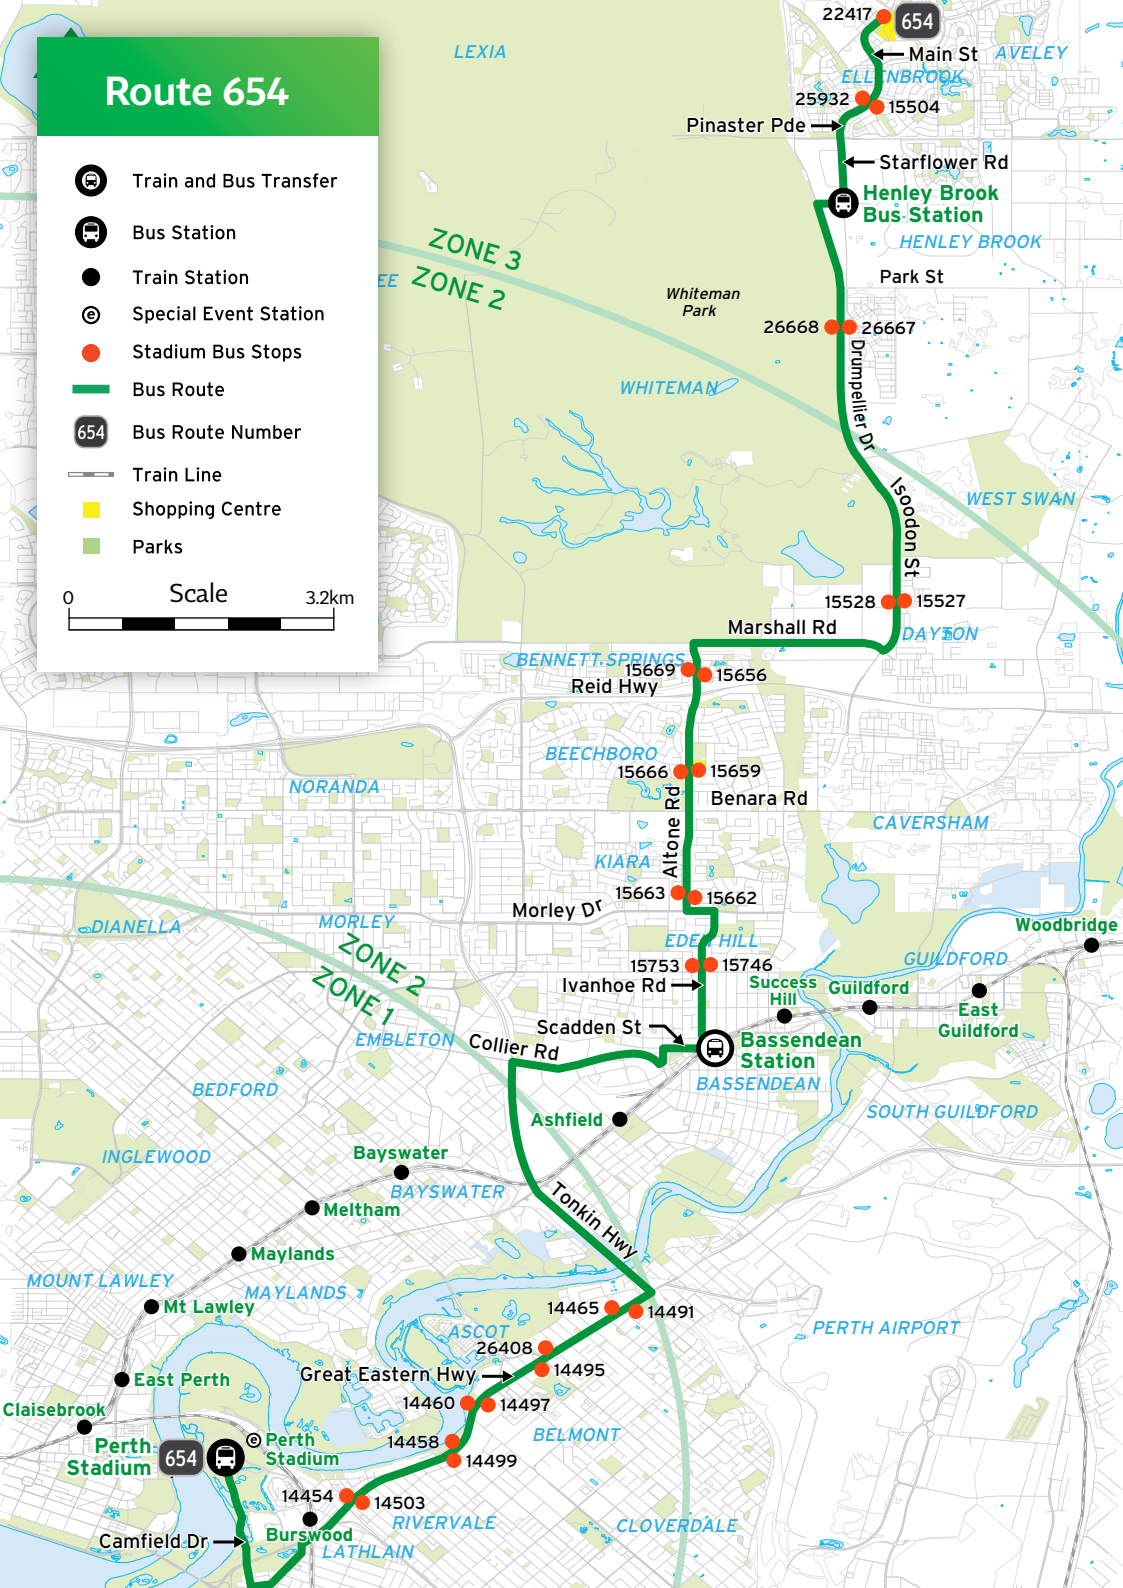 Route 654
Train and Bus Transfer
Bus Station
Train Station
e
Special Event Station
Stadium Bus Stops
Bus Route
654
Bus Route Number
Train Line
Shopping Centre
Parks
Scale
0
3.2km
22417
654
LEXIA
Main St
AVELEY
ELLENBROOK
25932
15504
Pinaster Pde
Starflower Rd
Henley Brook
Bus Station
HENLEY BROOK
ZONE 3
ZONE 2
EE
Park St
Whiteman
Park
26668
26667
Drumpellier Dr
WHITEMAN
Isoodon St
WEST SWAN
15528
15527
Marshall Rd
DAYTON
BENNETT SPRINGS
15669
15656
Reid Hwy
BEECHBORO
15666
15659
NORANDA
Benara Rd
Altone Rd
CAVERSHAM
KIARA
15663
15662
Morley Dr
DIANELLA
MORLEY
Woodbridge
EDEN HILL
ZONE 2
ZONE 1
15753
15746
GUILDFORD
Ivanhoe Rd
Success
Hill
Guildford
East
Guildford
Scadden St
EMBLETON
Collier Rd
Bassendean
Station
BASSENDEAN
BEDFORD
SOUTH GUILDFORD
Ashfield
INGLEWOOD
Bayswater
BAYSWATER
Meltham
Tonkin Hwy
Maylands
MOUNT LAWLEY
MAYLANDS
Mt Lawley
14465
14491
ASCOT
PERTH AIRPORT
26408
Great Eastern Hwy
14495
East Perth
14460
14497
Claisebrook
BELMONT
Perth
Stadium
654
e
Perth
Stadium
14458
14499
14454
14503
RIVERVALE
CLOVERDALE
Camfield Dr
Burswood
LATHLAIN